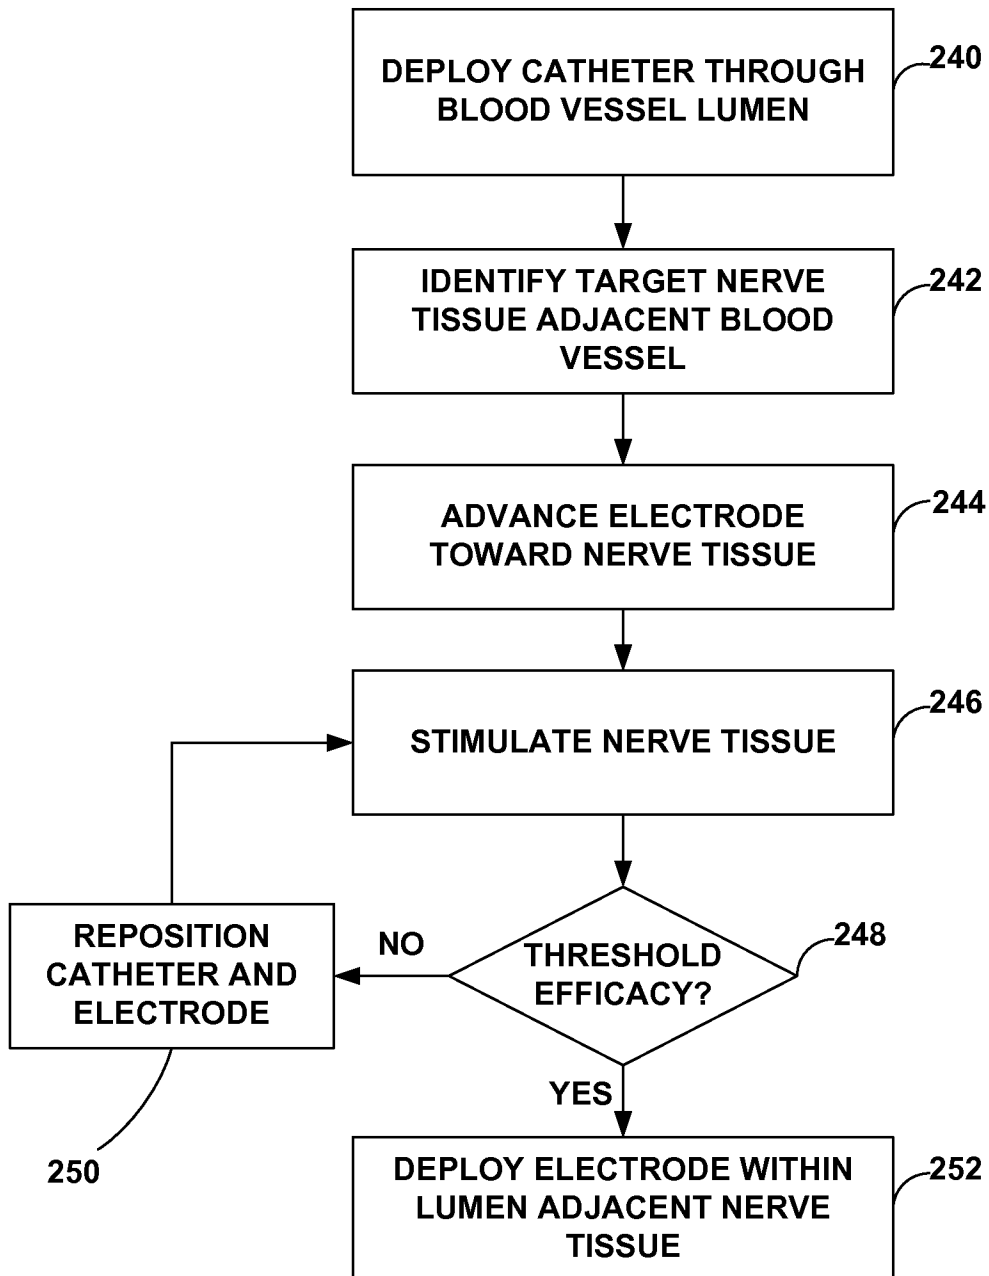 DEPLOY CATHETER THROUGH
BLOOD VESSEL LUMEN
240
IDENTIFY TARGET NERVE
TISSUE ADJACENT BLOOD
VESSEL
242
ADVANCE ELECTRODE
TOWARD NERVE TISSUE
244
STIMULATE NERVE TISSUE
246
THRESHOLD
EFFICACY?
248
NO
REPOSITION
CATHETER AND
ELECTRODE
250
YES
DEPLOY ELECTRODE WITHIN
LUMEN ADJACENT NERVE
TISSUE
252